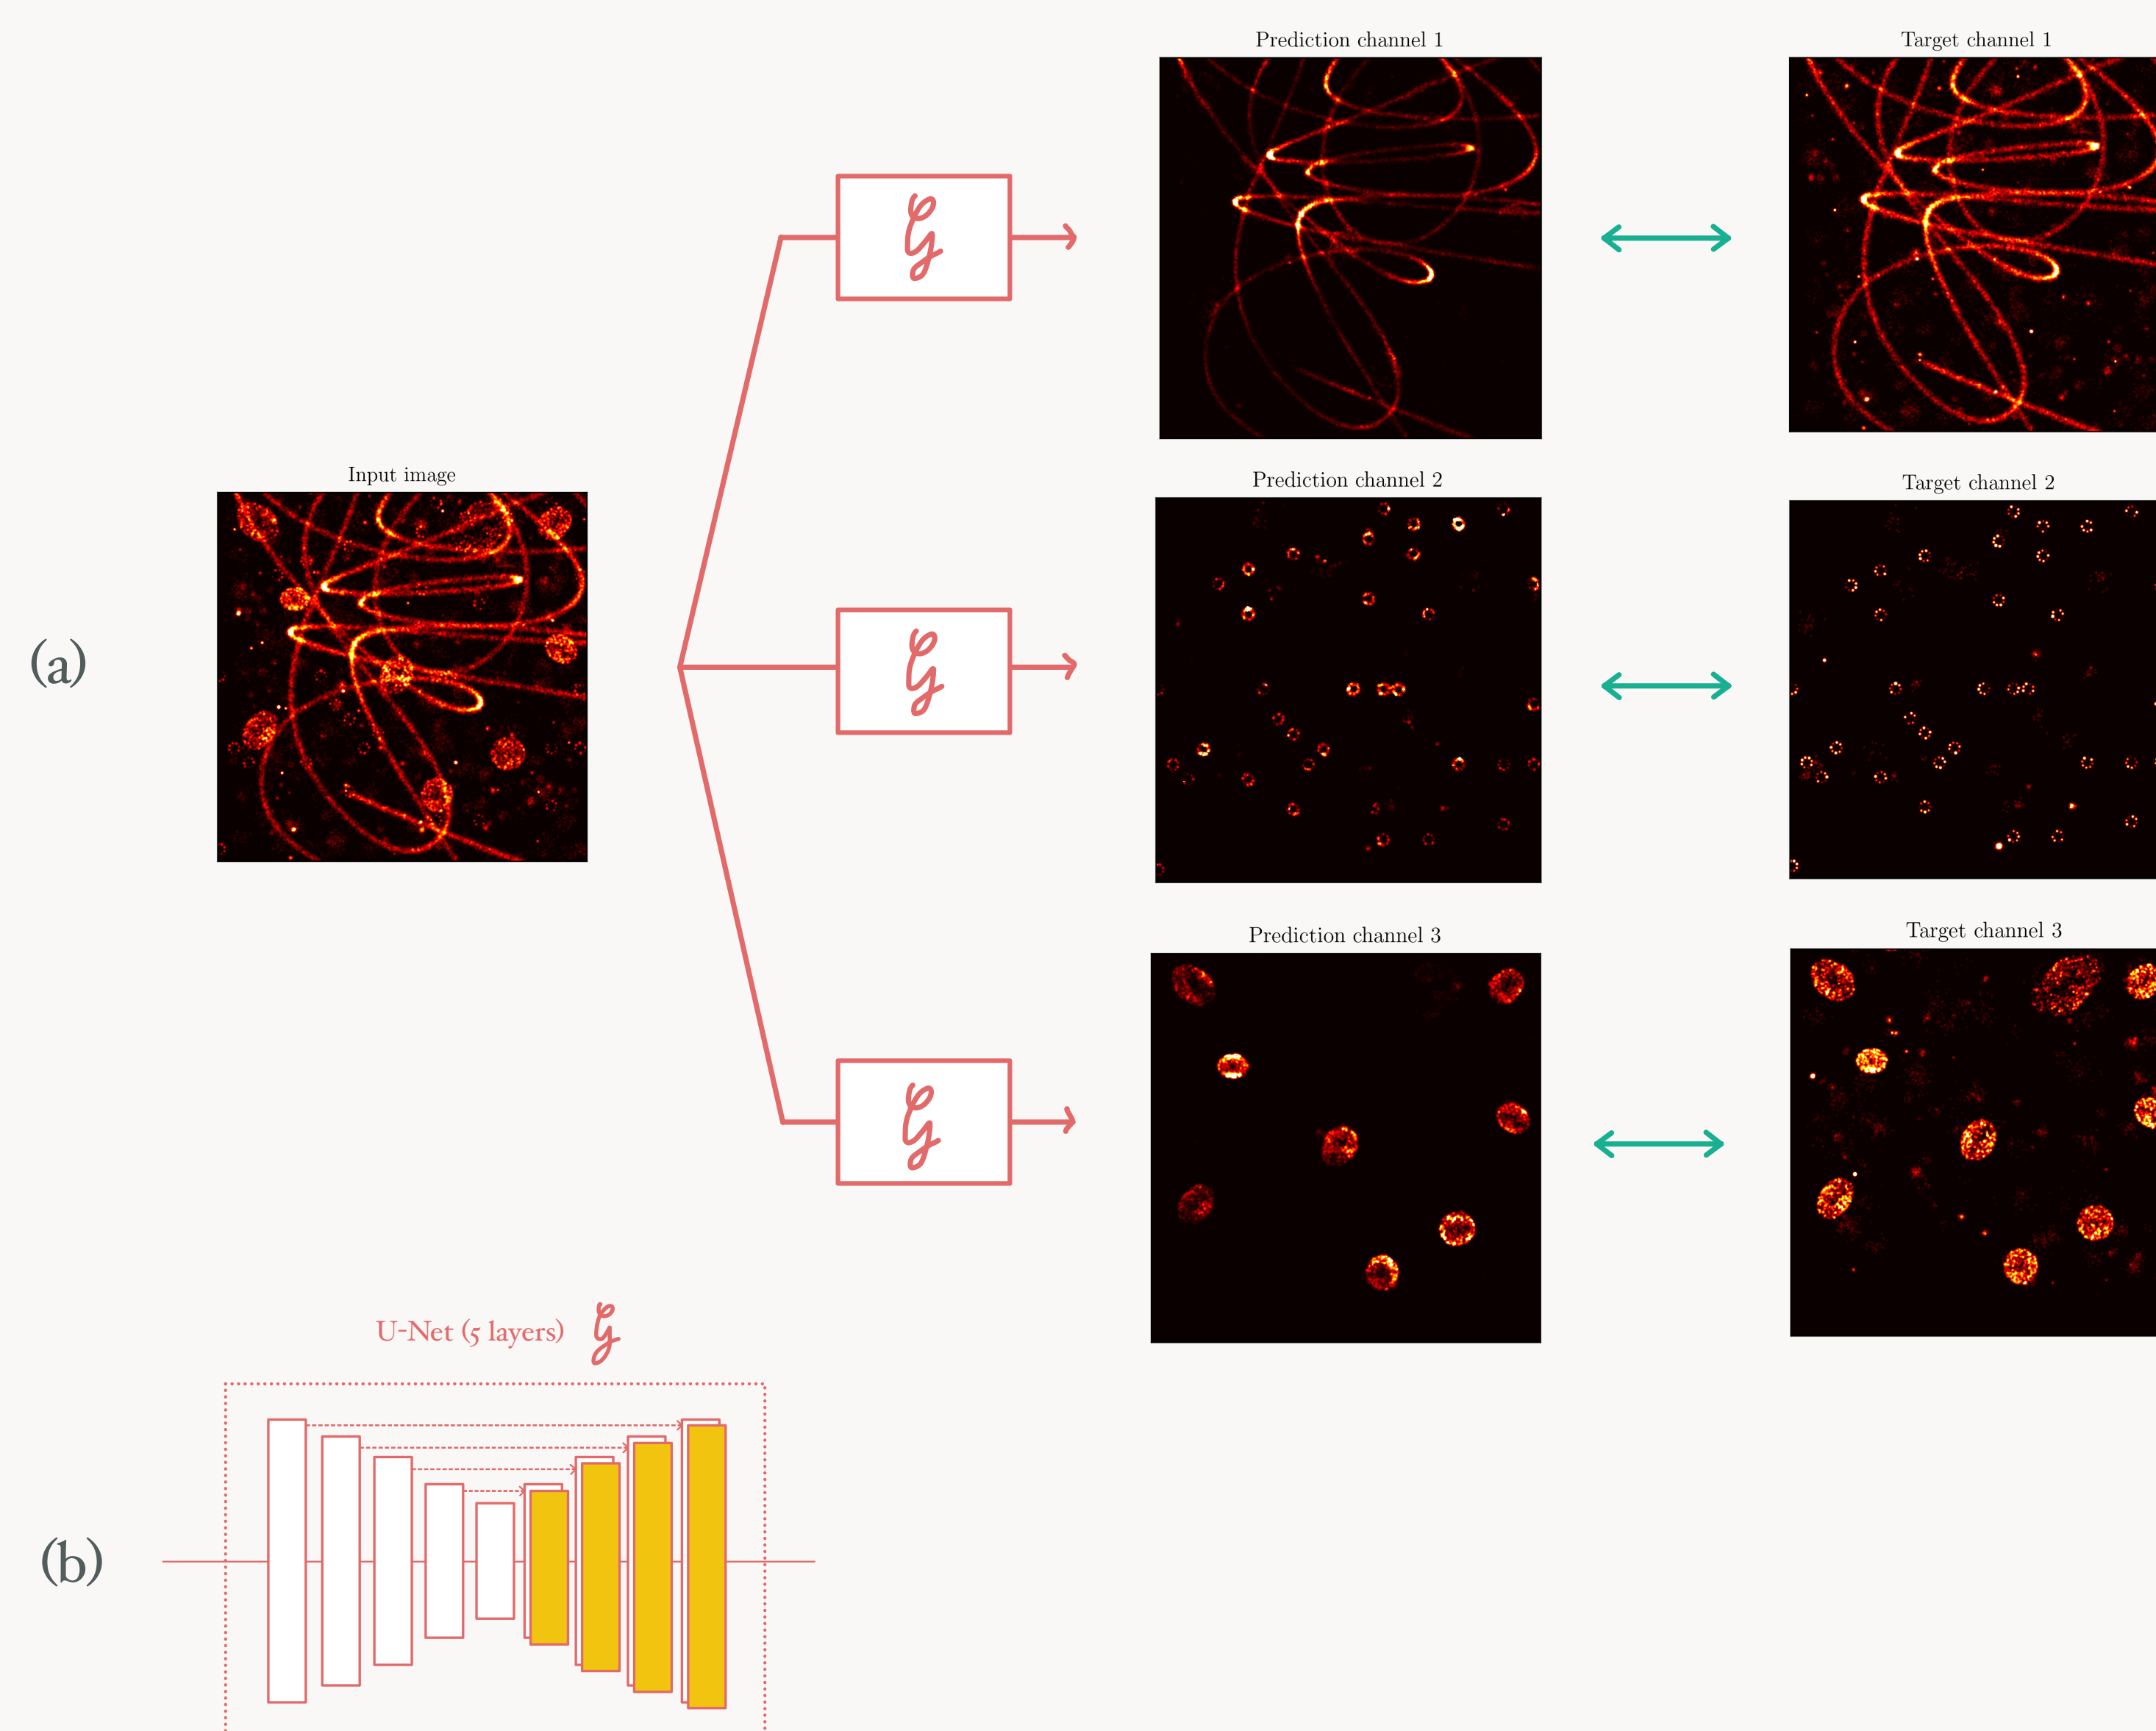 Prediction channel 1
Target channel 1
𝒢
Input image
Prediction channel 2
Target channel 2
(a)
𝒢
Prediction channel 3
Target channel 3
𝒢
U-Net (5 layers) 𝒢
(b)